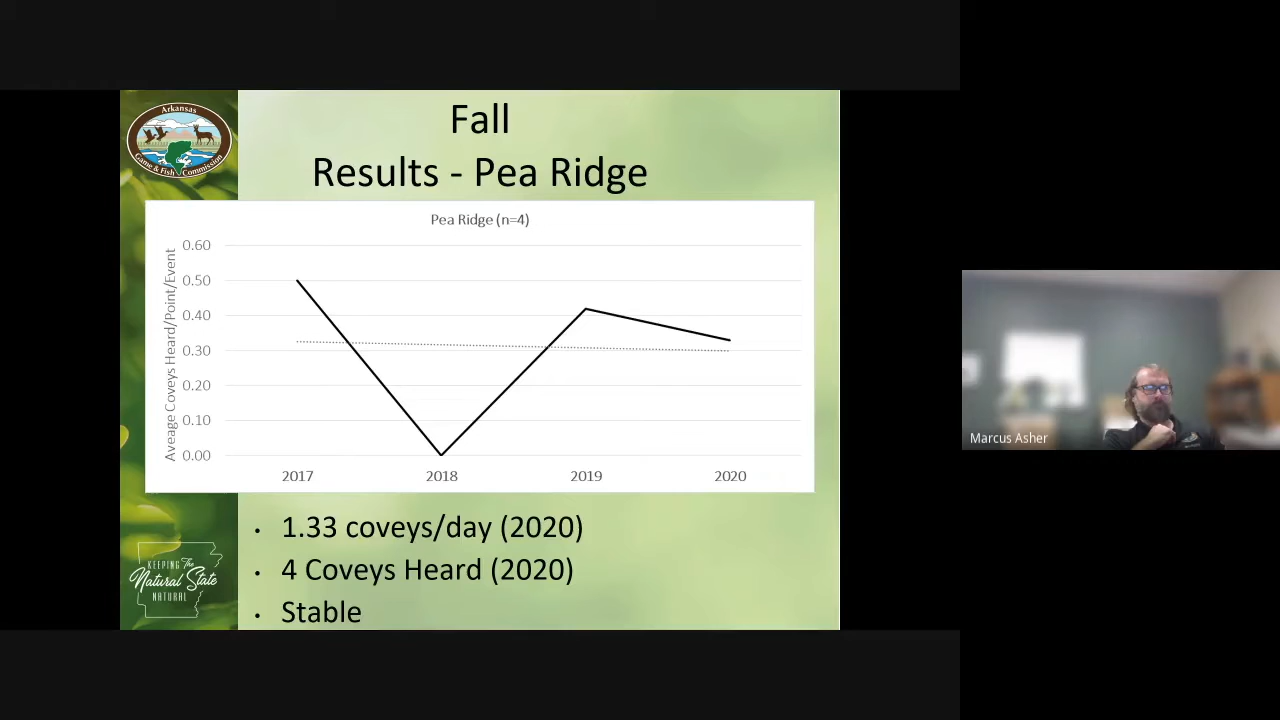 Arkansas
Game & Fish Commission
Fall
Results - Pea Ridge
Pea Ridge (n=4)
Aveage Coveys Heard/Point/Event
0.60
0.50
0.40
0.30
0.20
0.10
0.00
2017 2018 2019 2020
• 1.33 coveys/day (2020)
• 4 Coveys Heard (2020)
• Stable
KEEPING The
Natural State
NATURAL
Marcus Asher